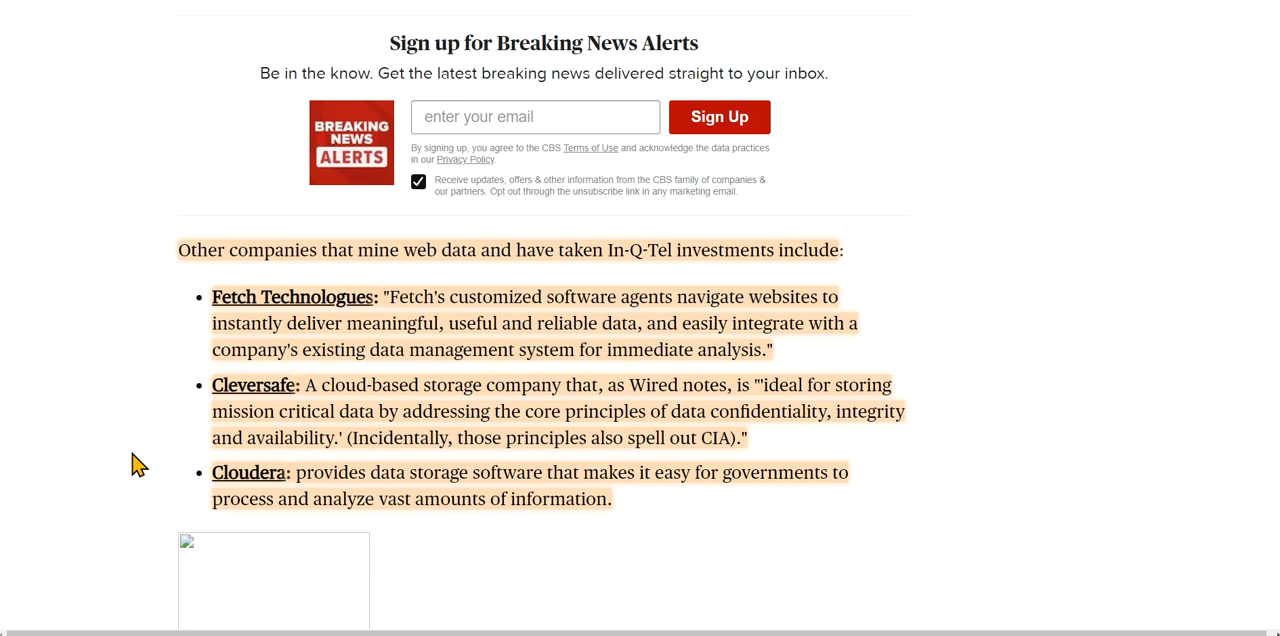 Sign up for Breaking News Alerts
Be in the know. Get the latest breaking news delivered straight to your inbox.
BREAKING
NEWS
ALERTS
enter your email
Sign Up
By signing up, you agree to the CBS Terms of Use and acknowledge the data practices
in our Privacy Policy.
Receive updates, offers & other information from the CBS family of companies &
our partners. Opt out through the unsubscribe link in any marketing email.
Other companies that mine web data and have taken In-Q-Tel investments include:
• Fetch Technologues: "Fetch's customized software agents navigate websites to
instantly deliver meaningful, useful and reliable data, and easily integrate with a
company's existing data management system for immediate analysis."
• Cleversafe: A cloud-based storage company that, as Wired notes, is "'ideal for storing
mission critical data by addressing the core principles of data confidentiality, integrity
and availability.' (Incidentally, those principles also spell out CIA)."
• Cloudera: provides data storage software that makes it easy for governments to
process and analyze vast amounts of information.